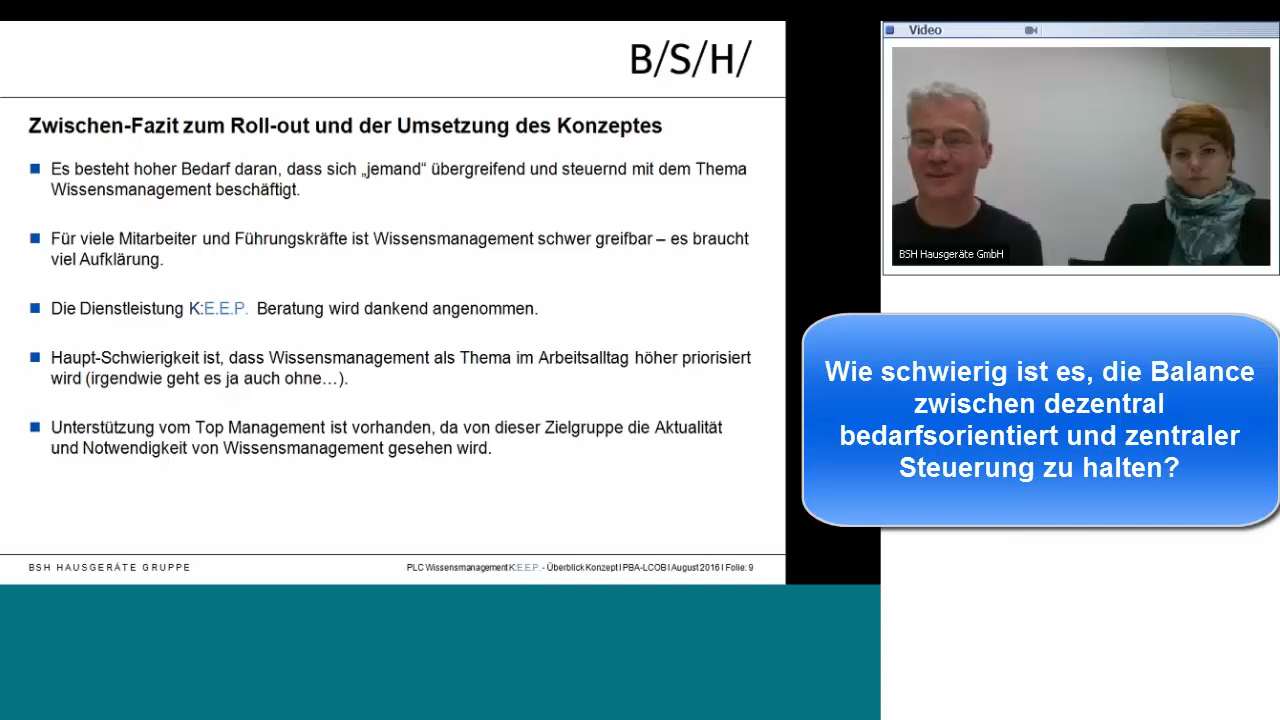 B/S/H/
Zwischen-Fazit zum Roll-out und der Umsetzung des Konzeptes
Es besteht hoher Bedarf daran, dass sich „jemand“ übergreifend und steuernd mit dem Thema
Wissensmanagement beschäftigt.
Für viele Mitarbeiter und Führungskräfte ist Wissensmanagement schwer greifbar – es braucht
viel Aufklärung.
Die Dienstleistung K:E.E.P. Beratung wird dankend angenommen.
Haupt-Schwierigkeit ist, dass Wissensmanagement als Thema im Arbeitsalltag höher priorisiert
wird (irgendwie geht es ja auch ohne…).
Unterstützung vom Top Management ist vorhanden, da von dieser Zielgruppe die Aktualität
und Notwendigkeit von Wissensmanagement gesehen wird.
BSH HAUSGERÄTE GRUPPE
PLC Wissensmanagement K:E.E.P. - Überblick Konzept I PBA-LCOB I August 2016 I Folie: 9
Video
BSH Hausgeräte GmbH
Wie schwierig ist es, die Balance
zwischen dezentral
bedarfsorientiert und zentraler
Steuerung zu halten?